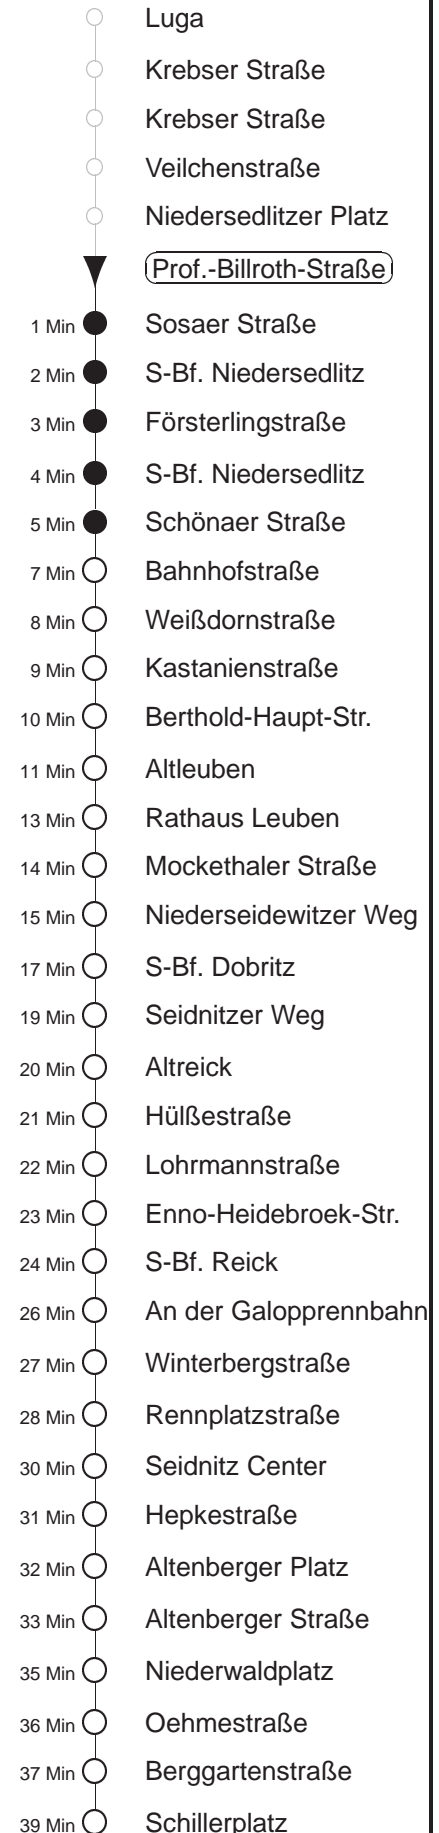 Luga
Krebser Straße
Krebser Straße
Veilchenstraße
Niedersedlitzer Platz
Prof.-Billroth-Straße
1 Min Sosaer Straße
2 Min S-Bf. Niedersedlitz
3 Min Försterlingstraße
4 Min S-Bf. Niedersedlitz
5 Min Schönaer Straße
7 Min Bahnhofstraße
8 Min Weißdornstraße
9 Min Kastanienstraße
10 Min Berthold-Haupt-Str.
11 Min Altleuben
13 Min Rathaus Leuben
14 Min Mockethaler Straße
15 Min Niederseidewitzer Weg
17 Min S-Bf. Dobritz
19 Min Seidnitzer Weg
20 Min Altreick
21 Min Hülßestraße
22 Min Lohrmannstraße
23 Min Enno-Heidebroek-Str.
24 Min S-Bf. Reick
26 Min An der Galopprennbahn
27 Min Winterbergstraße
28 Min Rennplatzstraße
30 Min Seidnitz Center
31 Min Hepkestraße
32 Min Altenberger Platz
33 Min Altenberger Straße
35 Min Niederwaldplatz
36 Min Oehmestraße
37 Min Berggartenstraße
39 Min Schillerplatz